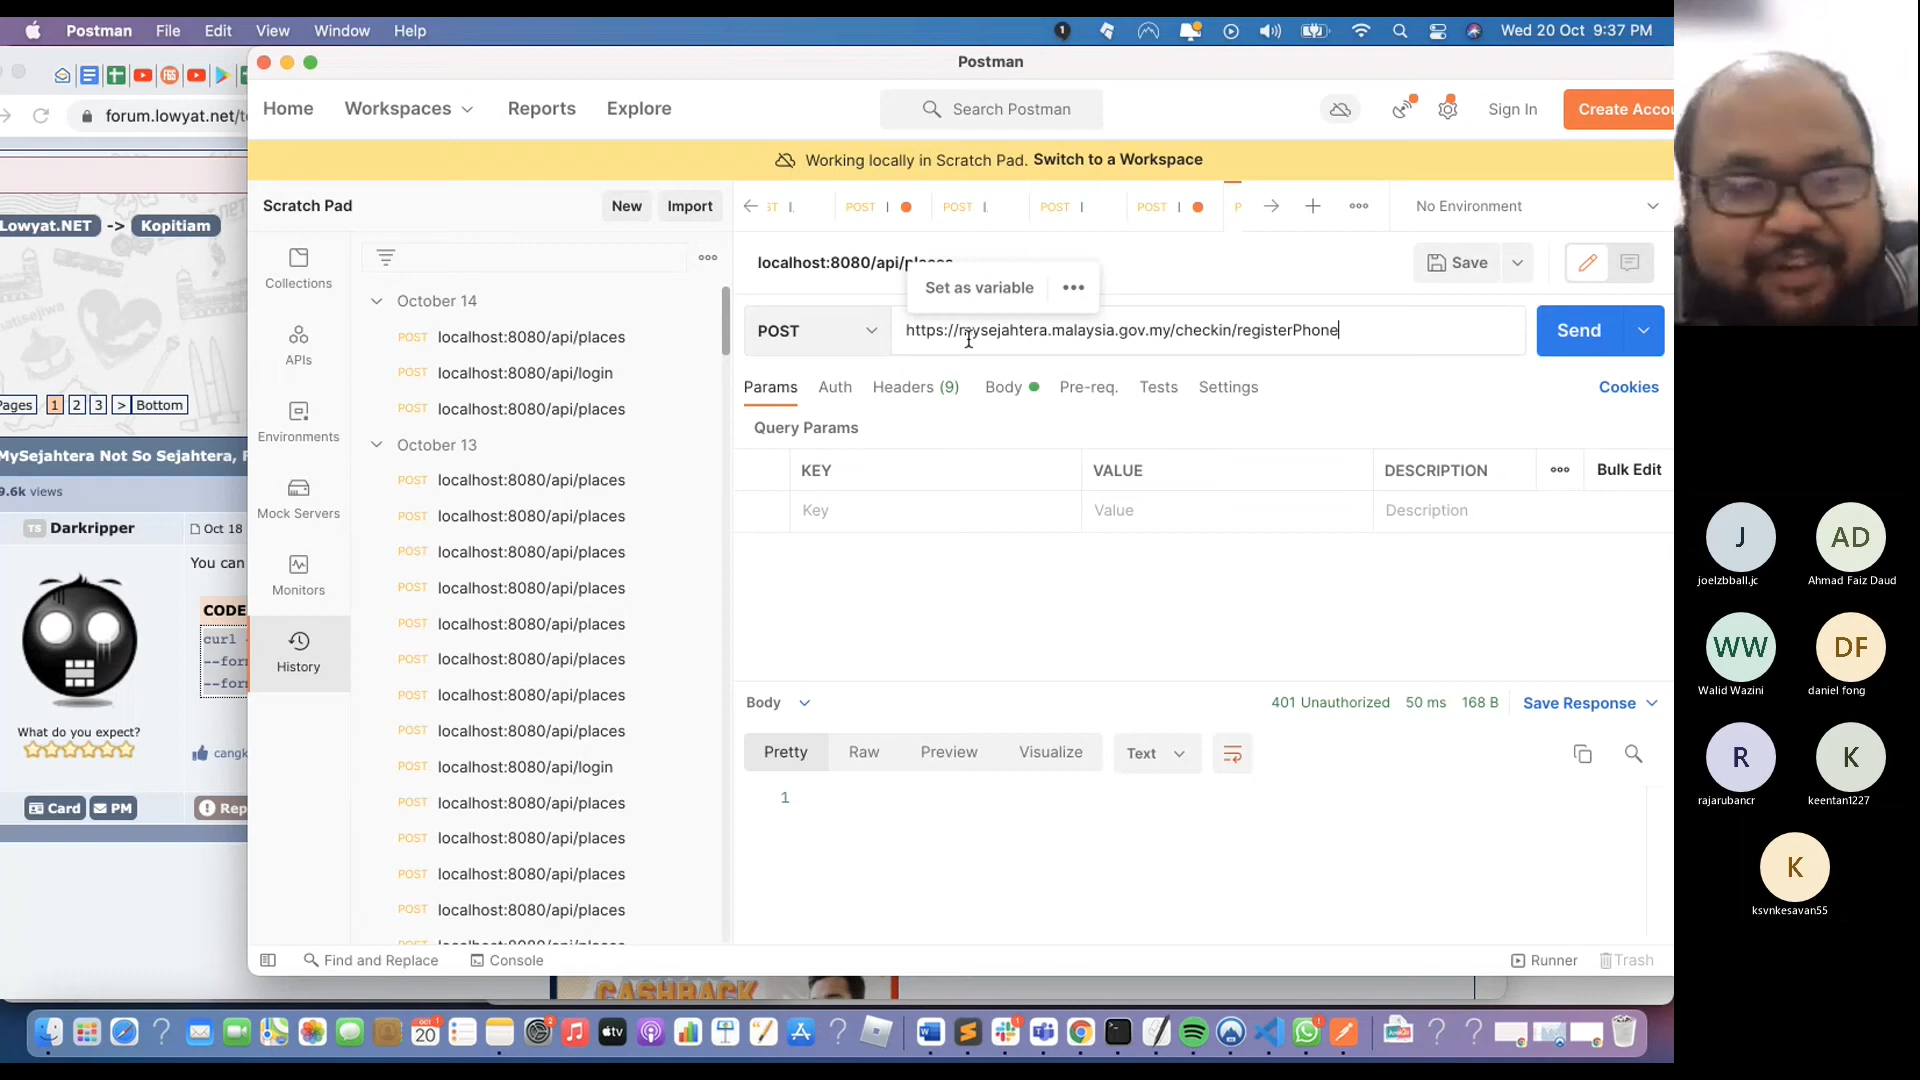 Postman File Edit View Window Help
1
Wed 20 Oct 9:37 PM
Postman
forum.lowyat.net/to
Home Workspaces Reports Explore
Search Postman
Sign In
Create Accou
Working locally in Scratch Pad. Switch to a Workspace
Scratch Pad
New
Import
POST
POST
POST
POST
No Environment
Lowyat.NET -> Kopitiam
localhost:8080/api/places
Save
Set as variable
POST
https://mysejahtera.malaysia.gov.my/checkin/registerPhone
Send
Params Auth Headers (9) Body Pre-req. Tests Settings
Cookies
Query Params
KEY VALUE DESCRIPTION
Bulk Edit
Key Value Description
Collections
APIs
Environments
Mock Servers
Monitors
History
October 14
POST localhost:8080/api/places
POST localhost:8080/api/login
POST localhost:8080/api/places
October 13
POST localhost:8080/api/places
POST localhost:8080/api/places
POST localhost:8080/api/places
POST localhost:8080/api/places
POST localhost:8080/api/places
POST localhost:8080/api/places
POST localhost:8080/api/places
POST localhost:8080/api/places
POST localhost:8080/api/login
POST localhost:8080/api/places
POST localhost:8080/api/places
POST localhost:8080/api/places
POST localhost:8080/api/places
Pages 1 2 3 > Bottom
MySejahtera Not So Sejahtera, F
9.6k views
TS Darkripper
Oct 18
You can
CODE
curl
--form
--form
What do you expect?
cangk
Card PM
Rep
Body
401 Unauthorized 50 ms 168 B
Save Response
Pretty Raw Preview Visualize Text
1
Find and Replace
Console
Runner
Trash
CASHBACK
J
joelzbball.jc
AD
Ahmad Faiz Daud
WW
Walid Wazini
DF
daniel fong
R
rajarubancr
K
keentan1227
K
ksvnkesavan55